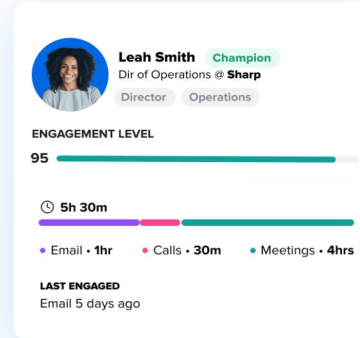 Leah Smith Champion
Dir of Operations @ Sharp
Director Operations
ENGAGEMENT LEVEL
95
5h 30m
• Email • 1hr • Calls • 30m • Meetings • 4hrs
LAST ENGAGED
Email 5 days ago